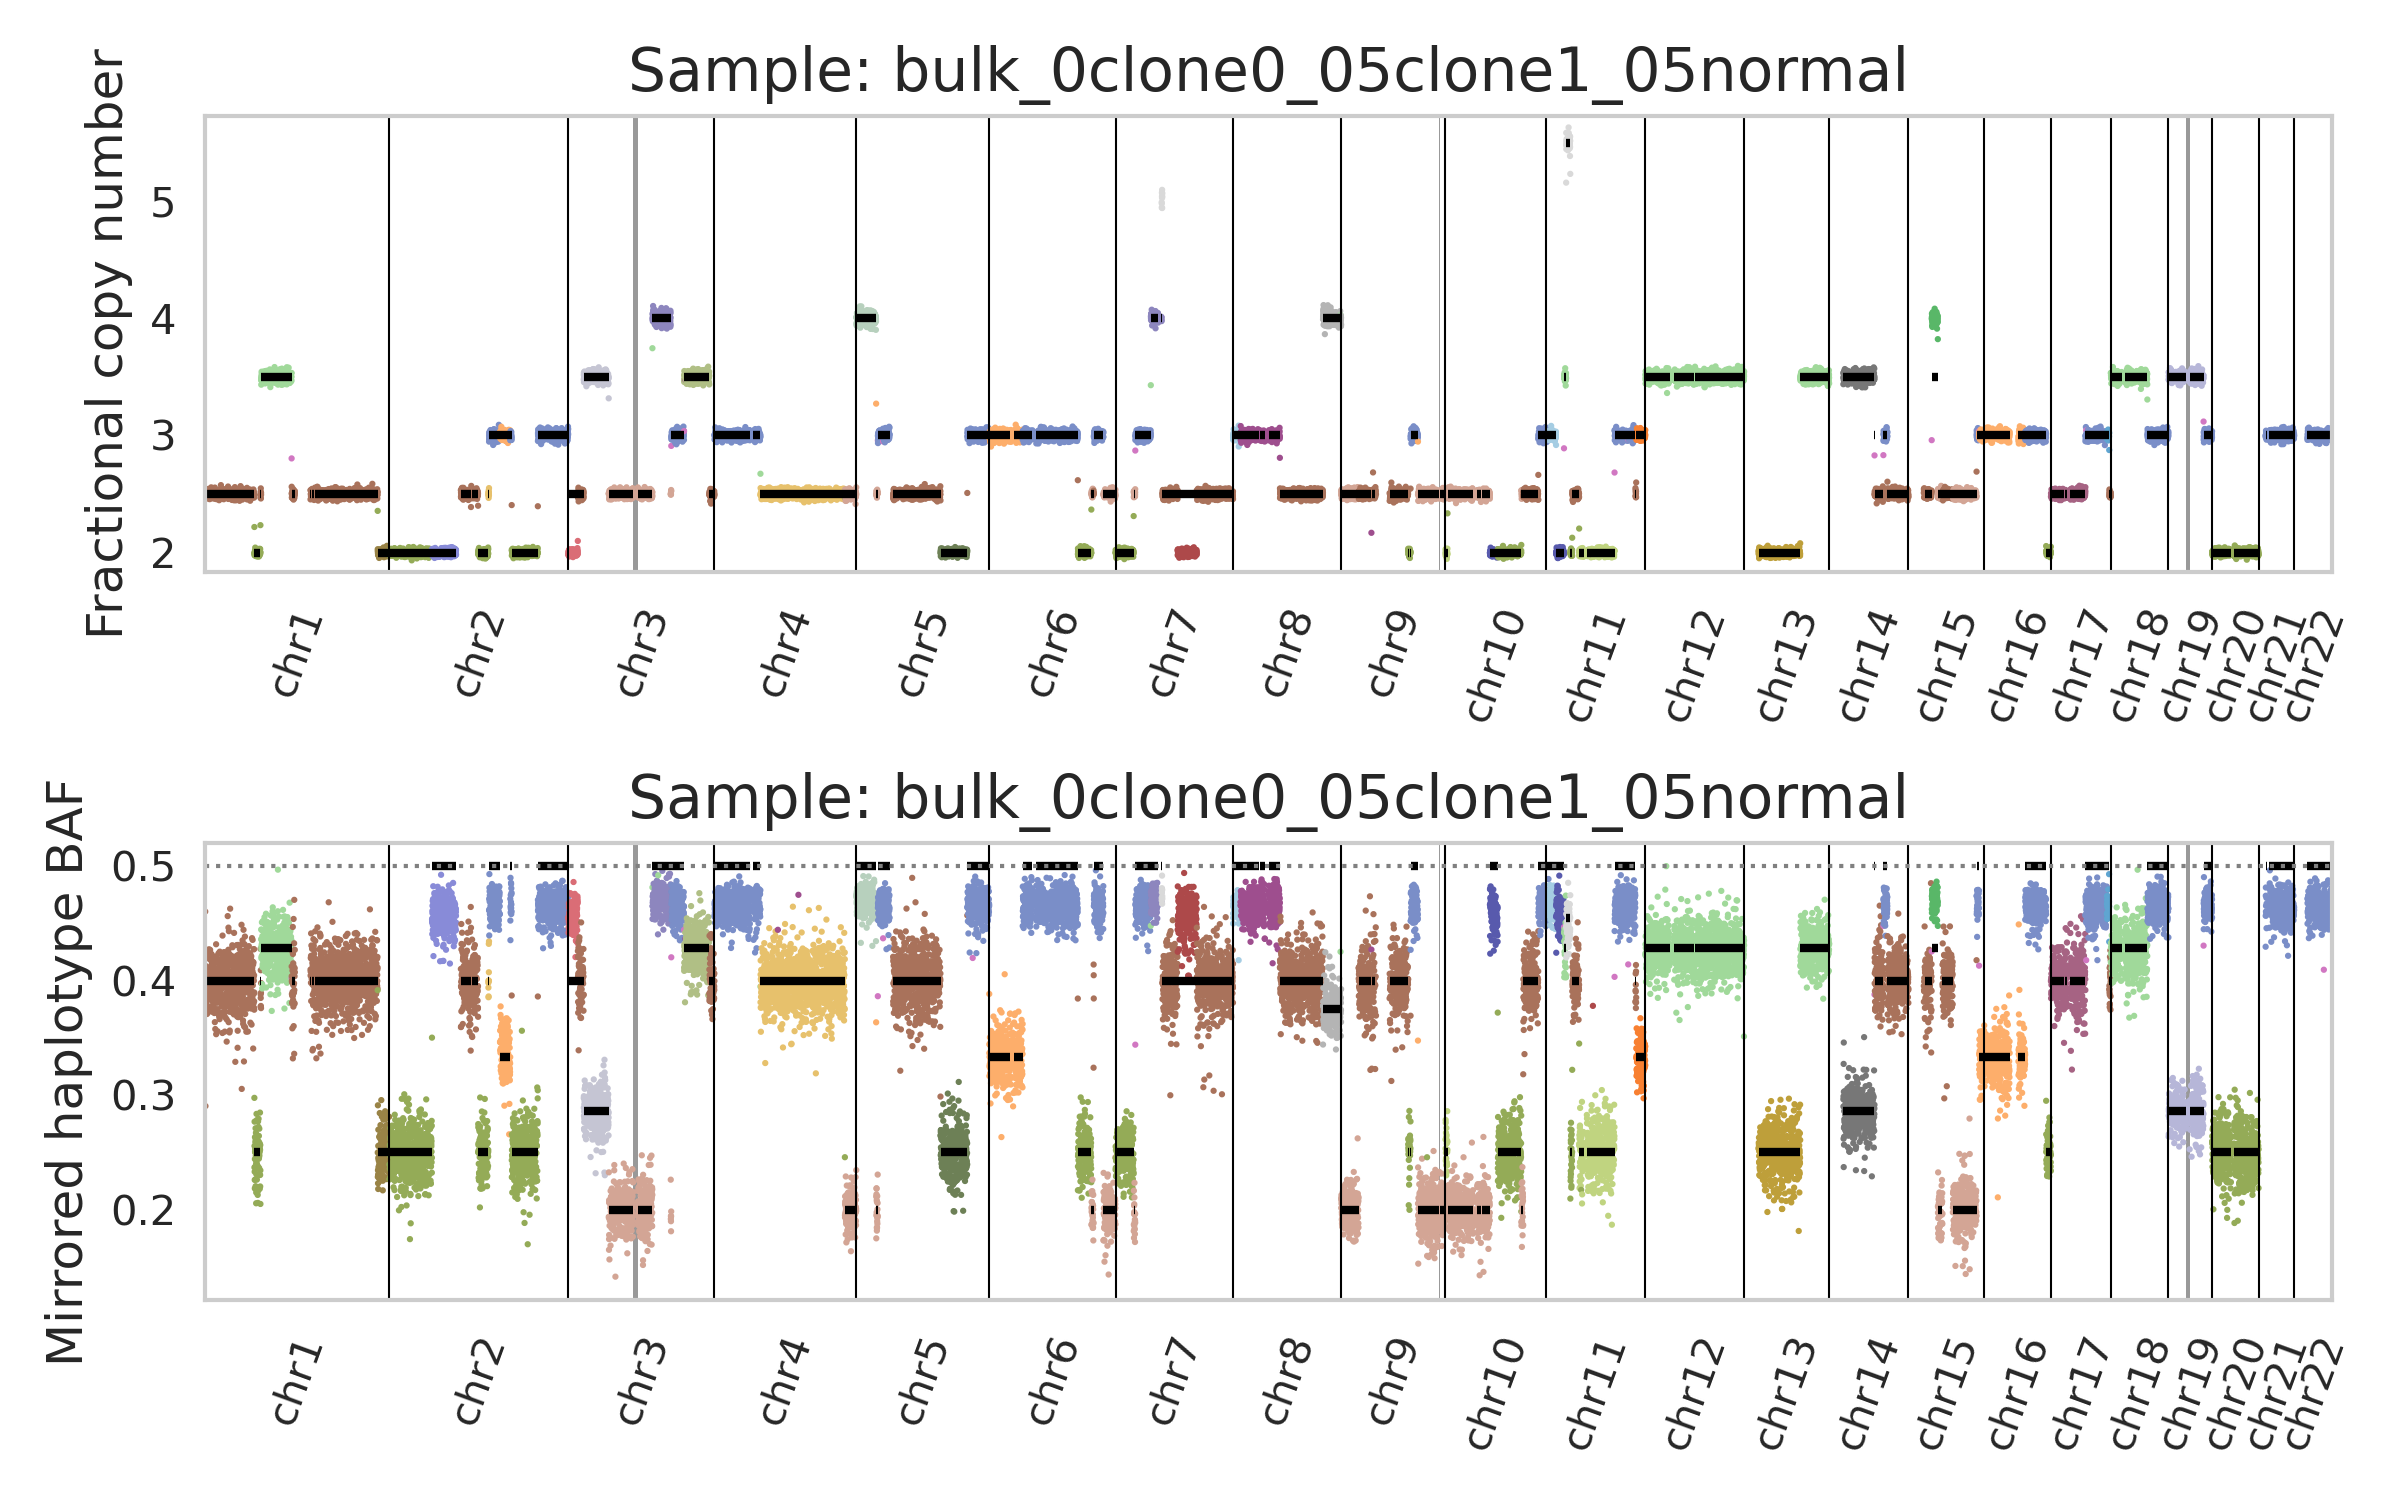 Sample: bulk_0clone0_05clone1_05normal
Fractional copy number
5
4
3
2
chr1 chr2 chr3 chr4 chr5 chr6 chr7 chr8 chr9 chr10 chr11 chr12 chr13 chr14 chr15 chr16 chr17 chr18 chr19 chr20 chr21 chr22
Sample: bulk_0clone0_05clone1_05normal
Mirrored haplotype BAF
0.5
0.4
0.3
0.2
chr1 chr2 chr3 chr4 chr5 chr6 chr7 chr8 chr9 chr10 chr11 chr12 chr13 chr14 chr15 chr16 chr17 chr18 chr19 chr20 chr21 chr22